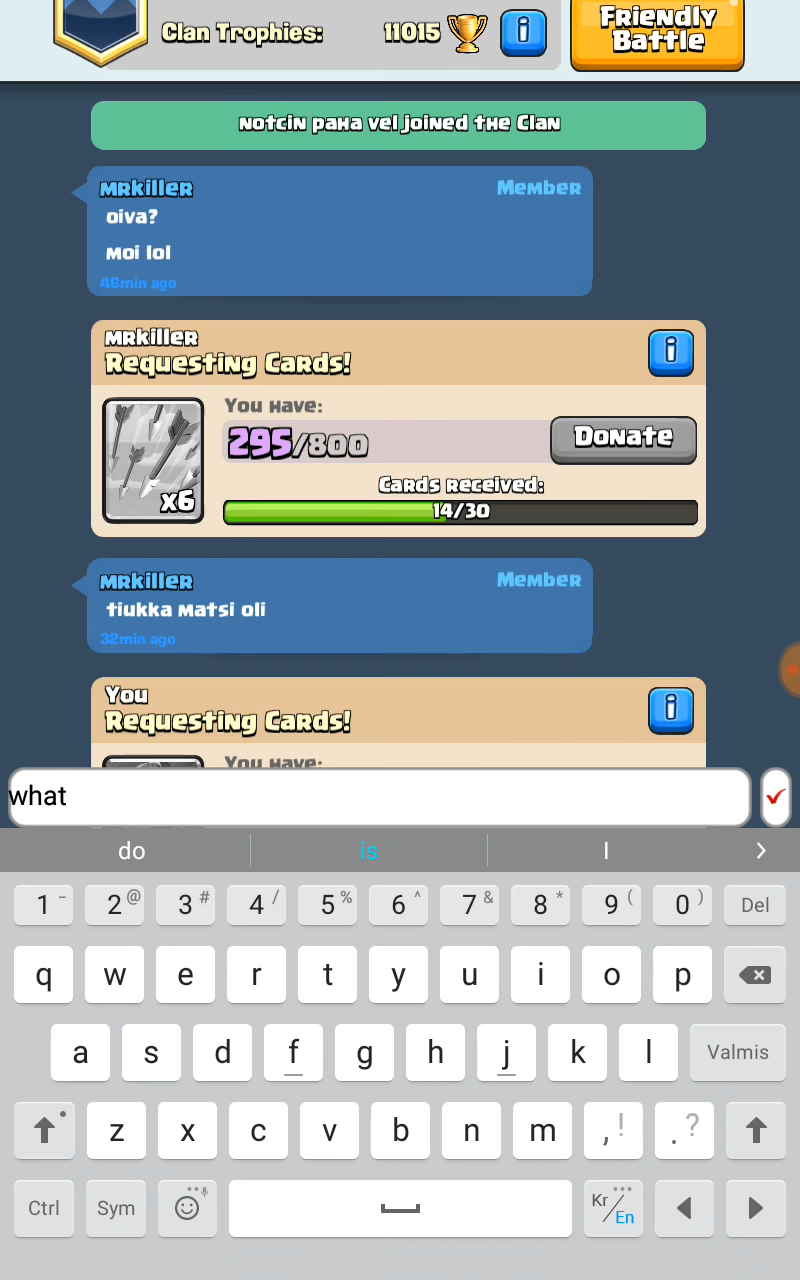 Clan Trophies: 11015
Friendly
Battle
notcin paha vel joined the Clan
mrkiller Member
oiva?
moi lol
46min ago
mrkiller
Requesting Cards!
You have:
295/800
Donate
x6
Cards received:
14/30
mrkiller Member
tiukka matsi oli
32min ago
You
Requesting Cards!
You have:
what
do is I >
1 - 2 @ 3 # 4 / 5 % 6 ^ 7 & 8 * 9 ( 0 ) Del
q w e r t y u i o p
a s d f g h j k l Valmis
z x c v b n m , ! . ?
Ctrl Sym Kr/En